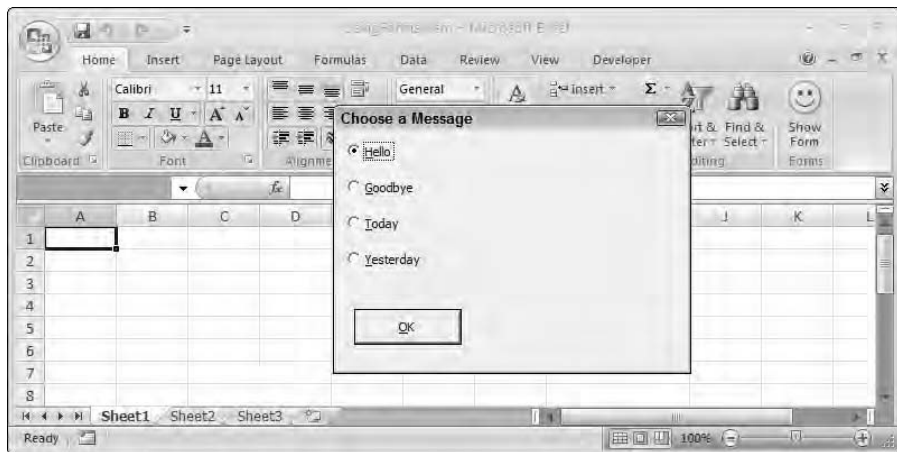 Microsoft Excel
Home Insert Page Layout Formulas Data Review View Developer
Calibri 11 General Insert Σ
Paste B I U A A Find & Show
A Select Form
Clipboard Font Forms
fx
A B C D J K L
1
2
3
4
5
6
7
8
Choose a Message
Hello
Goodbye
Today
Yesterday
OK
Sheet1 Sheet2 Sheet3
Ready 100%